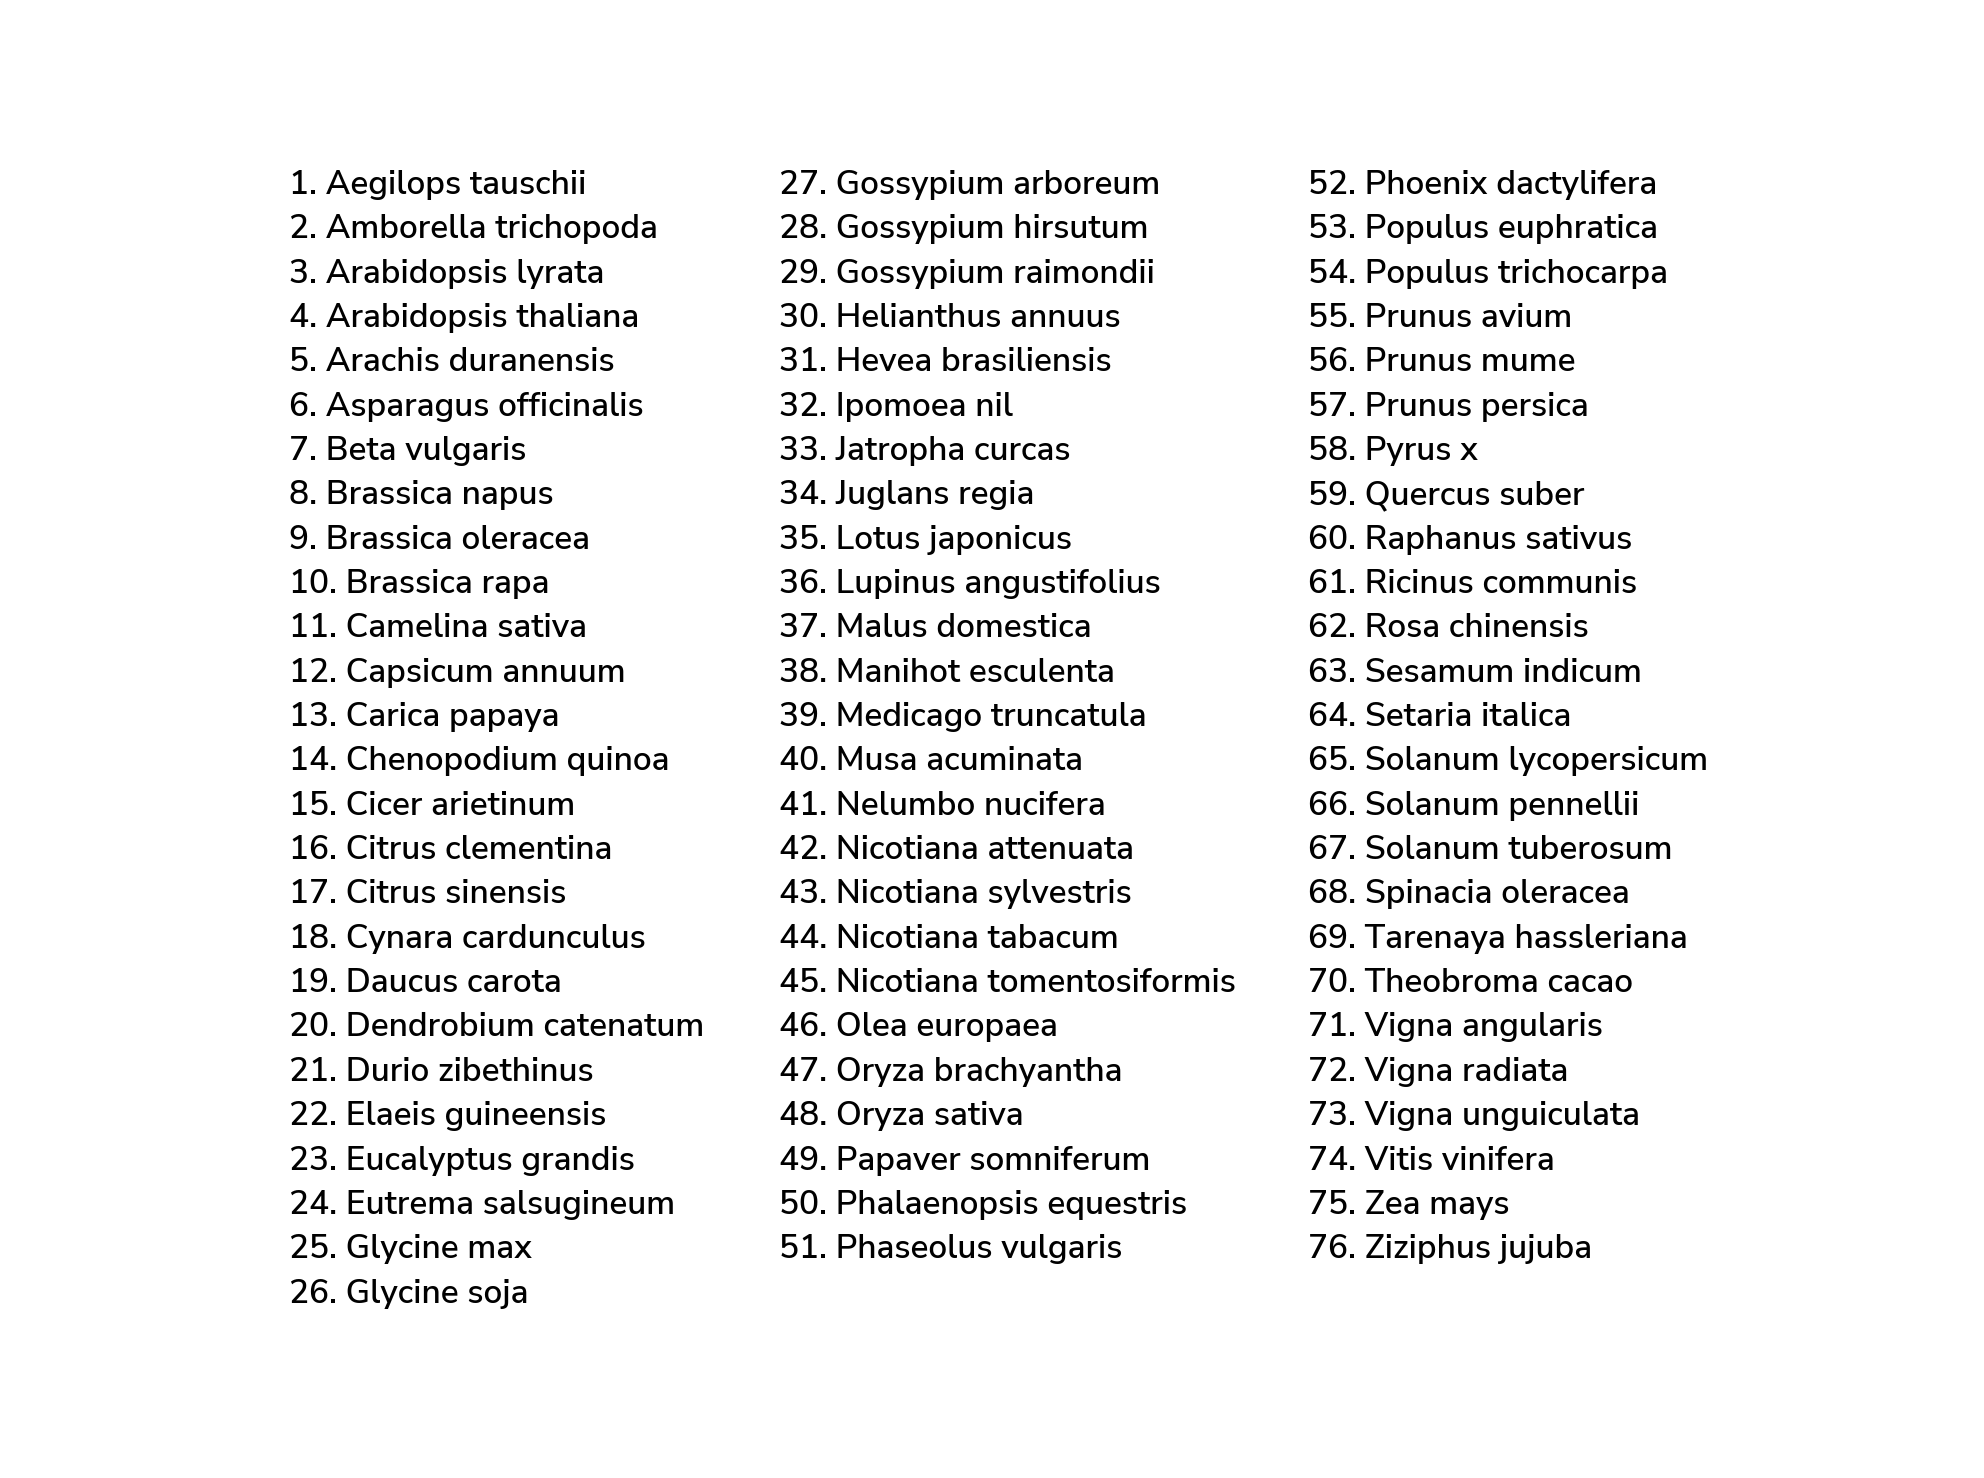 1. Aegilops tauschii
2. Amborella trichopoda
3. Arabidopsis lyrata
4. Arabidopsis thaliana
5. Arachis duranensis
6. Asparagus officinalis
7. Beta vulgaris
8. Brassica napus
9. Brassica oleracea
10. Brassica rapa
11. Camelina sativa
12. Capsicum annuum
13. Carica papaya
14. Chenopodium quinoa
15. Cicer arietinum
16. Citrus clementina
17. Citrus sinensis
18. Cynara cardunculus
19. Daucus carota
20. Dendrobium catenatum
21. Durio zibethinus
22. Elaeis guineensis
23. Eucalyptus grandis
24. Eutrema salsugineum
25. Glycine max
26. Glycine soja
27. Gossypium arboreum
28. Gossypium hirsutum
29. Gossypium raimondii
30. Helianthus annuus
31. Hevea brasiliensis
32. Ipomoea nil
33. Jatropha curcas
34. Juglans regia
35. Lotus japonicus
36. Lupinus angustifolius
37. Malus domestica
38. Manihot esculenta
39. Medicago truncatula
40. Musa acuminata
41. Nelumbo nucifera
42. Nicotiana attenuata
43. Nicotiana sylvestris
44. Nicotiana tabacum
45. Nicotiana tomentosiformis
46. Olea europaea
47. Oryza brachyantha
48. Oryza sativa
49. Papaver somniferum
50. Phalaenopsis equestris
51. Phaseolus vulgaris
52. Phoenix dactylifera
53. Populus euphratica
54. Populus trichocarpa
55. Prunus avium
56. Prunus mume
57. Prunus persica
58. Pyrus x
59. Quercus suber
60. Raphanus sativus
61. Ricinus communis
62. Rosa chinensis
63. Sesamum indicum
64. Setaria italica
65. Solanum lycopersicum
66. Solanum pennellii
67. Solanum tuberosum
68. Spinacia oleracea
69. Tarenaya hassleriana
70. Theobroma cacao
71. Vigna angularis
72. Vigna radiata
73. Vigna unguiculata
74. Vitis vinifera
75. Zea mays
76. Ziziphus jujuba